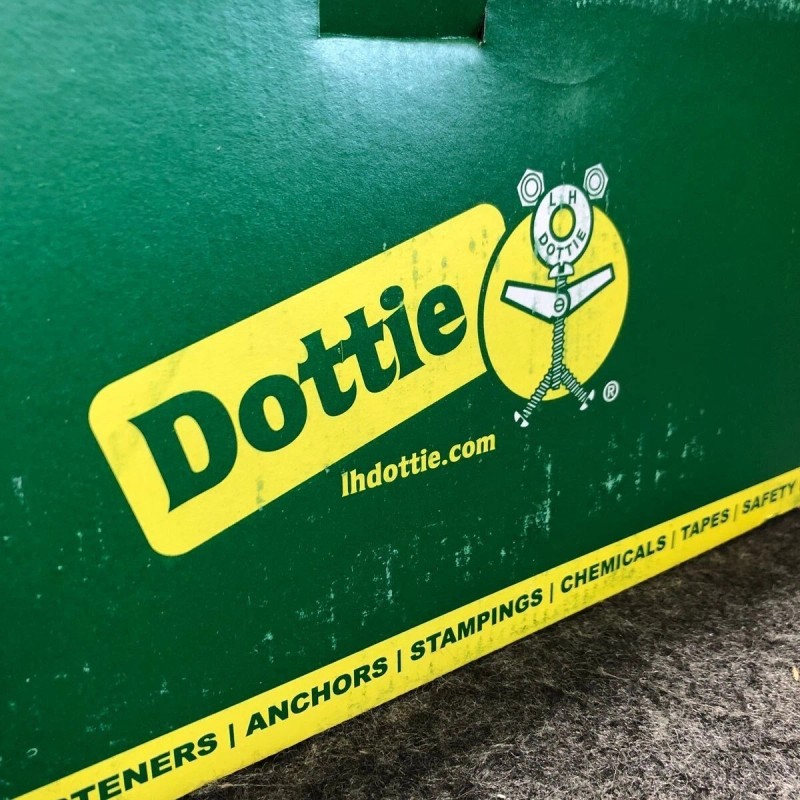 L H
DOTTIE
Dottie
®
lhdottie.com
TENERS | ANCHORS | STAMPINGS | CHEMICALS | TAPES | SAFETY